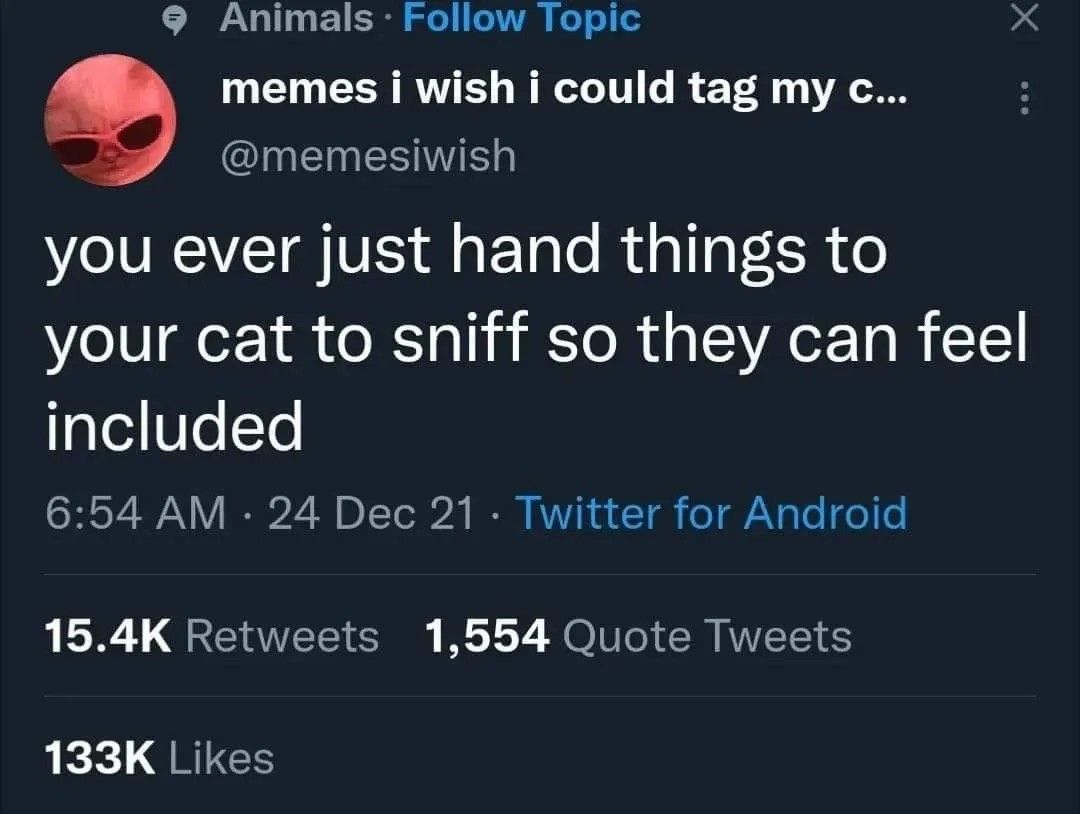 Animals · Follow Topic
memes i wish i could tag my c...
@memesiwish
you ever just hand things to
your cat to sniff so they can feel
included
6:54 AM · 24 Dec 21 · Twitter for Android
15.4K Retweets 1,554 Quote Tweets
133K Likes